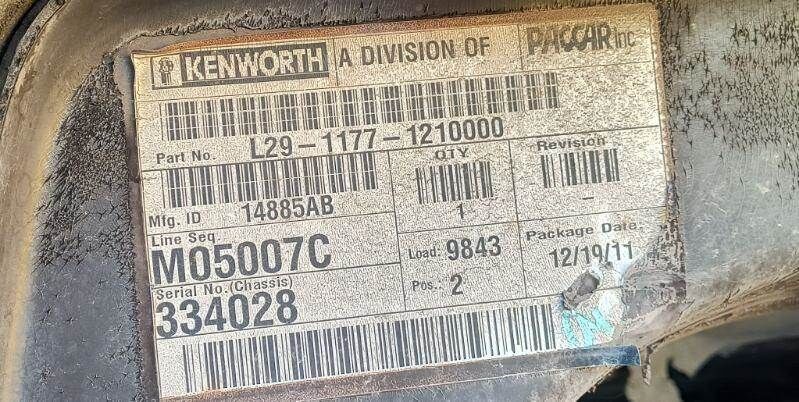 KENWORTH A DIVISION OF PACCAR Inc
Part No. L29-1177-1210000
QTY
Revision
Mfg. ID 14885AB
1
-
Line Seq
M05007C
Load: 9843
Package Date:
12/19/11
Serial No. (Chassis)
Pos.: 2
334028